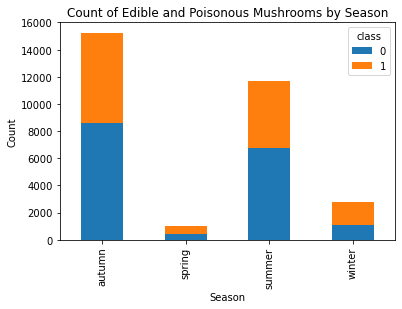 Count of Edible and Poisonous Mushrooms by Season
class
0
1
Count
16000
14000
12000
10000
8000
6000
4000
2000
0
autumn
spring
summer
winter
Season